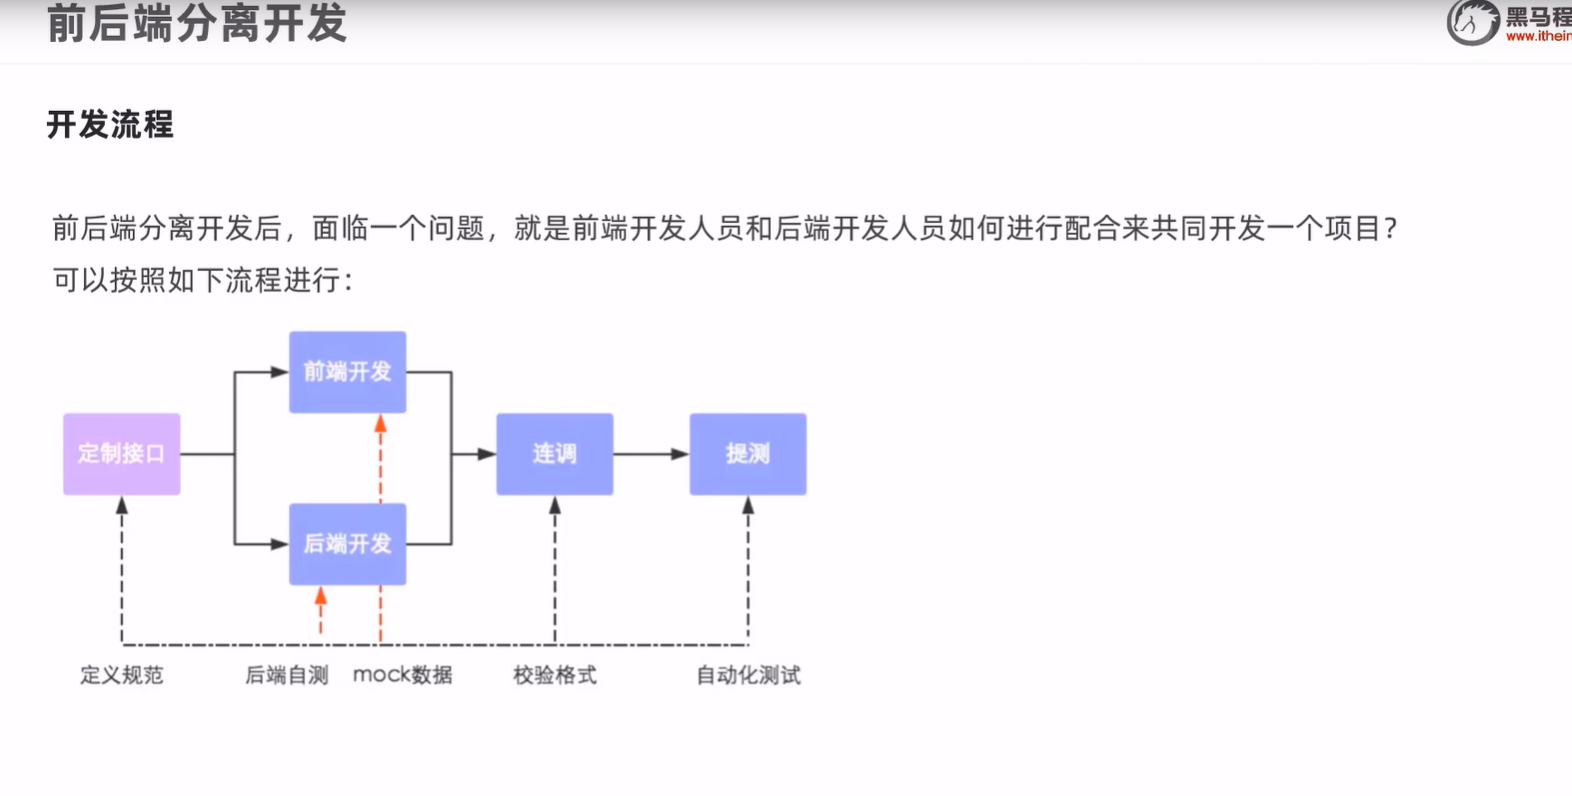 前后端分离开发
黑马程
www.ithein
开发流程
前后端分离开发后，面临一个问题，就是前端开发人员和后端开发人员如何进行配合来共同开发一个项目？
可以按照如下流程进行：
前端开发
定制接口
连调
提测
后端开发
定义规范
后端自测
mock数据
校验格式
自动化测试